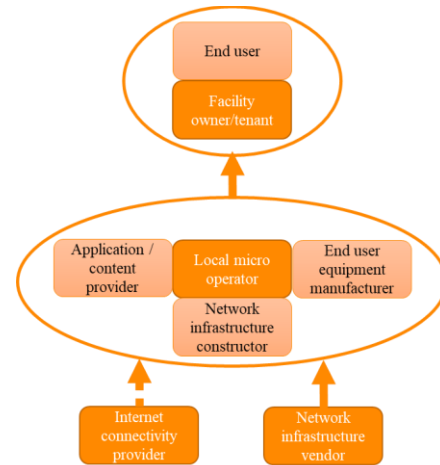 End user
Facility
owner/tenant
Application /
content
provider
Local micro
operator
End user
equipment
manufacturer
Network
infrastructure
constructor
Internet
connectivity
provider
Network
infrastructure
vendor